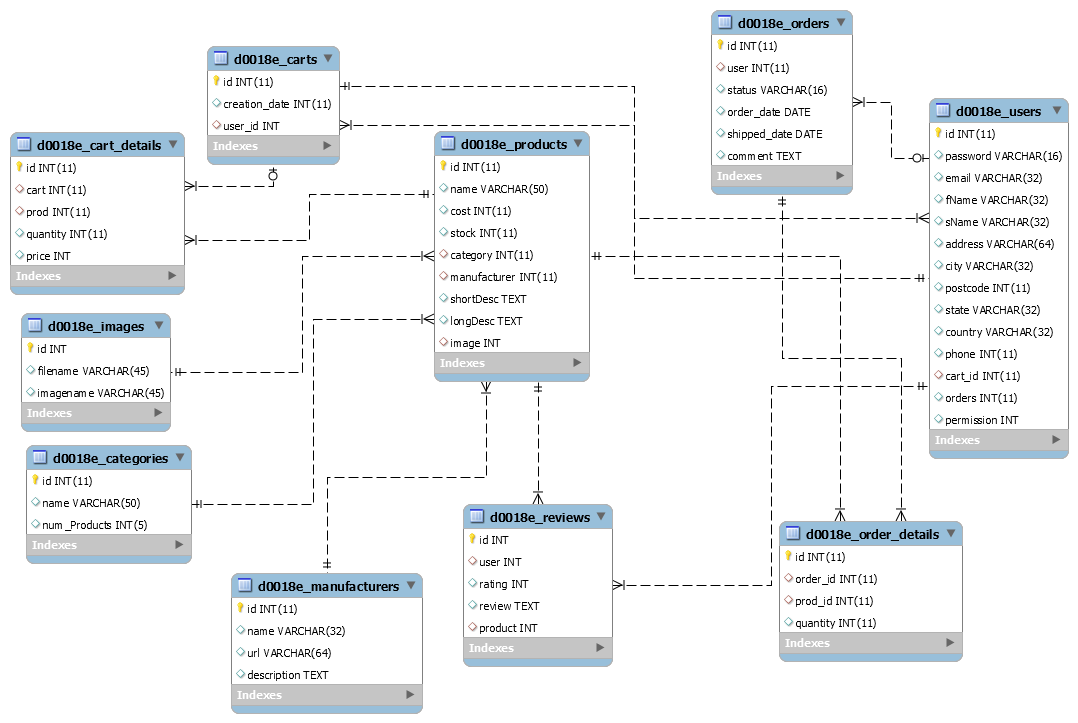 d0018e_orders
id INT(11)
user INT(11)
status VARCHAR(16)
order_date DATE
shipped_date DATE
comment TEXT
Indexes
d0018e_carts
id INT(11)
creation_date INT(11)
user_id INT
Indexes
d0018e_users
id INT(11)
password VARCHAR(16)
email VARCHAR(32)
fName VARCHAR(32)
sName VARCHAR(32)
address VARCHAR(64)
city VARCHAR(32)
postcode INT(11)
state VARCHAR(32)
country VARCHAR(32)
phone INT(11)
cart_id INT(11)
orders INT(11)
permission INT
Indexes
d0018e_cart_details
id INT(11)
cart INT(11)
prod INT(11)
quantity INT(11)
price INT
Indexes
d0018e_products
id INT(11)
name VARCHAR(50)
cost INT(11)
stock INT(11)
category INT(11)
manufacturer INT(11)
shortDesc TEXT
longDesc TEXT
image INT
Indexes
d0018e_images
id INT
filename VARCHAR(45)
imagename VARCHAR(45)
Indexes
d0018e_categories
id INT(11)
name VARCHAR(50)
num_Products INT(5)
Indexes
d0018e_manufacturers
id INT(11)
name VARCHAR(32)
url VARCHAR(64)
description TEXT
Indexes
d0018e_reviews
id INT
user INT
rating INT
review TEXT
product INT
Indexes
d0018e_order_details
id INT(11)
order_id INT(11)
prod_id INT(11)
quantity INT(11)
Indexes